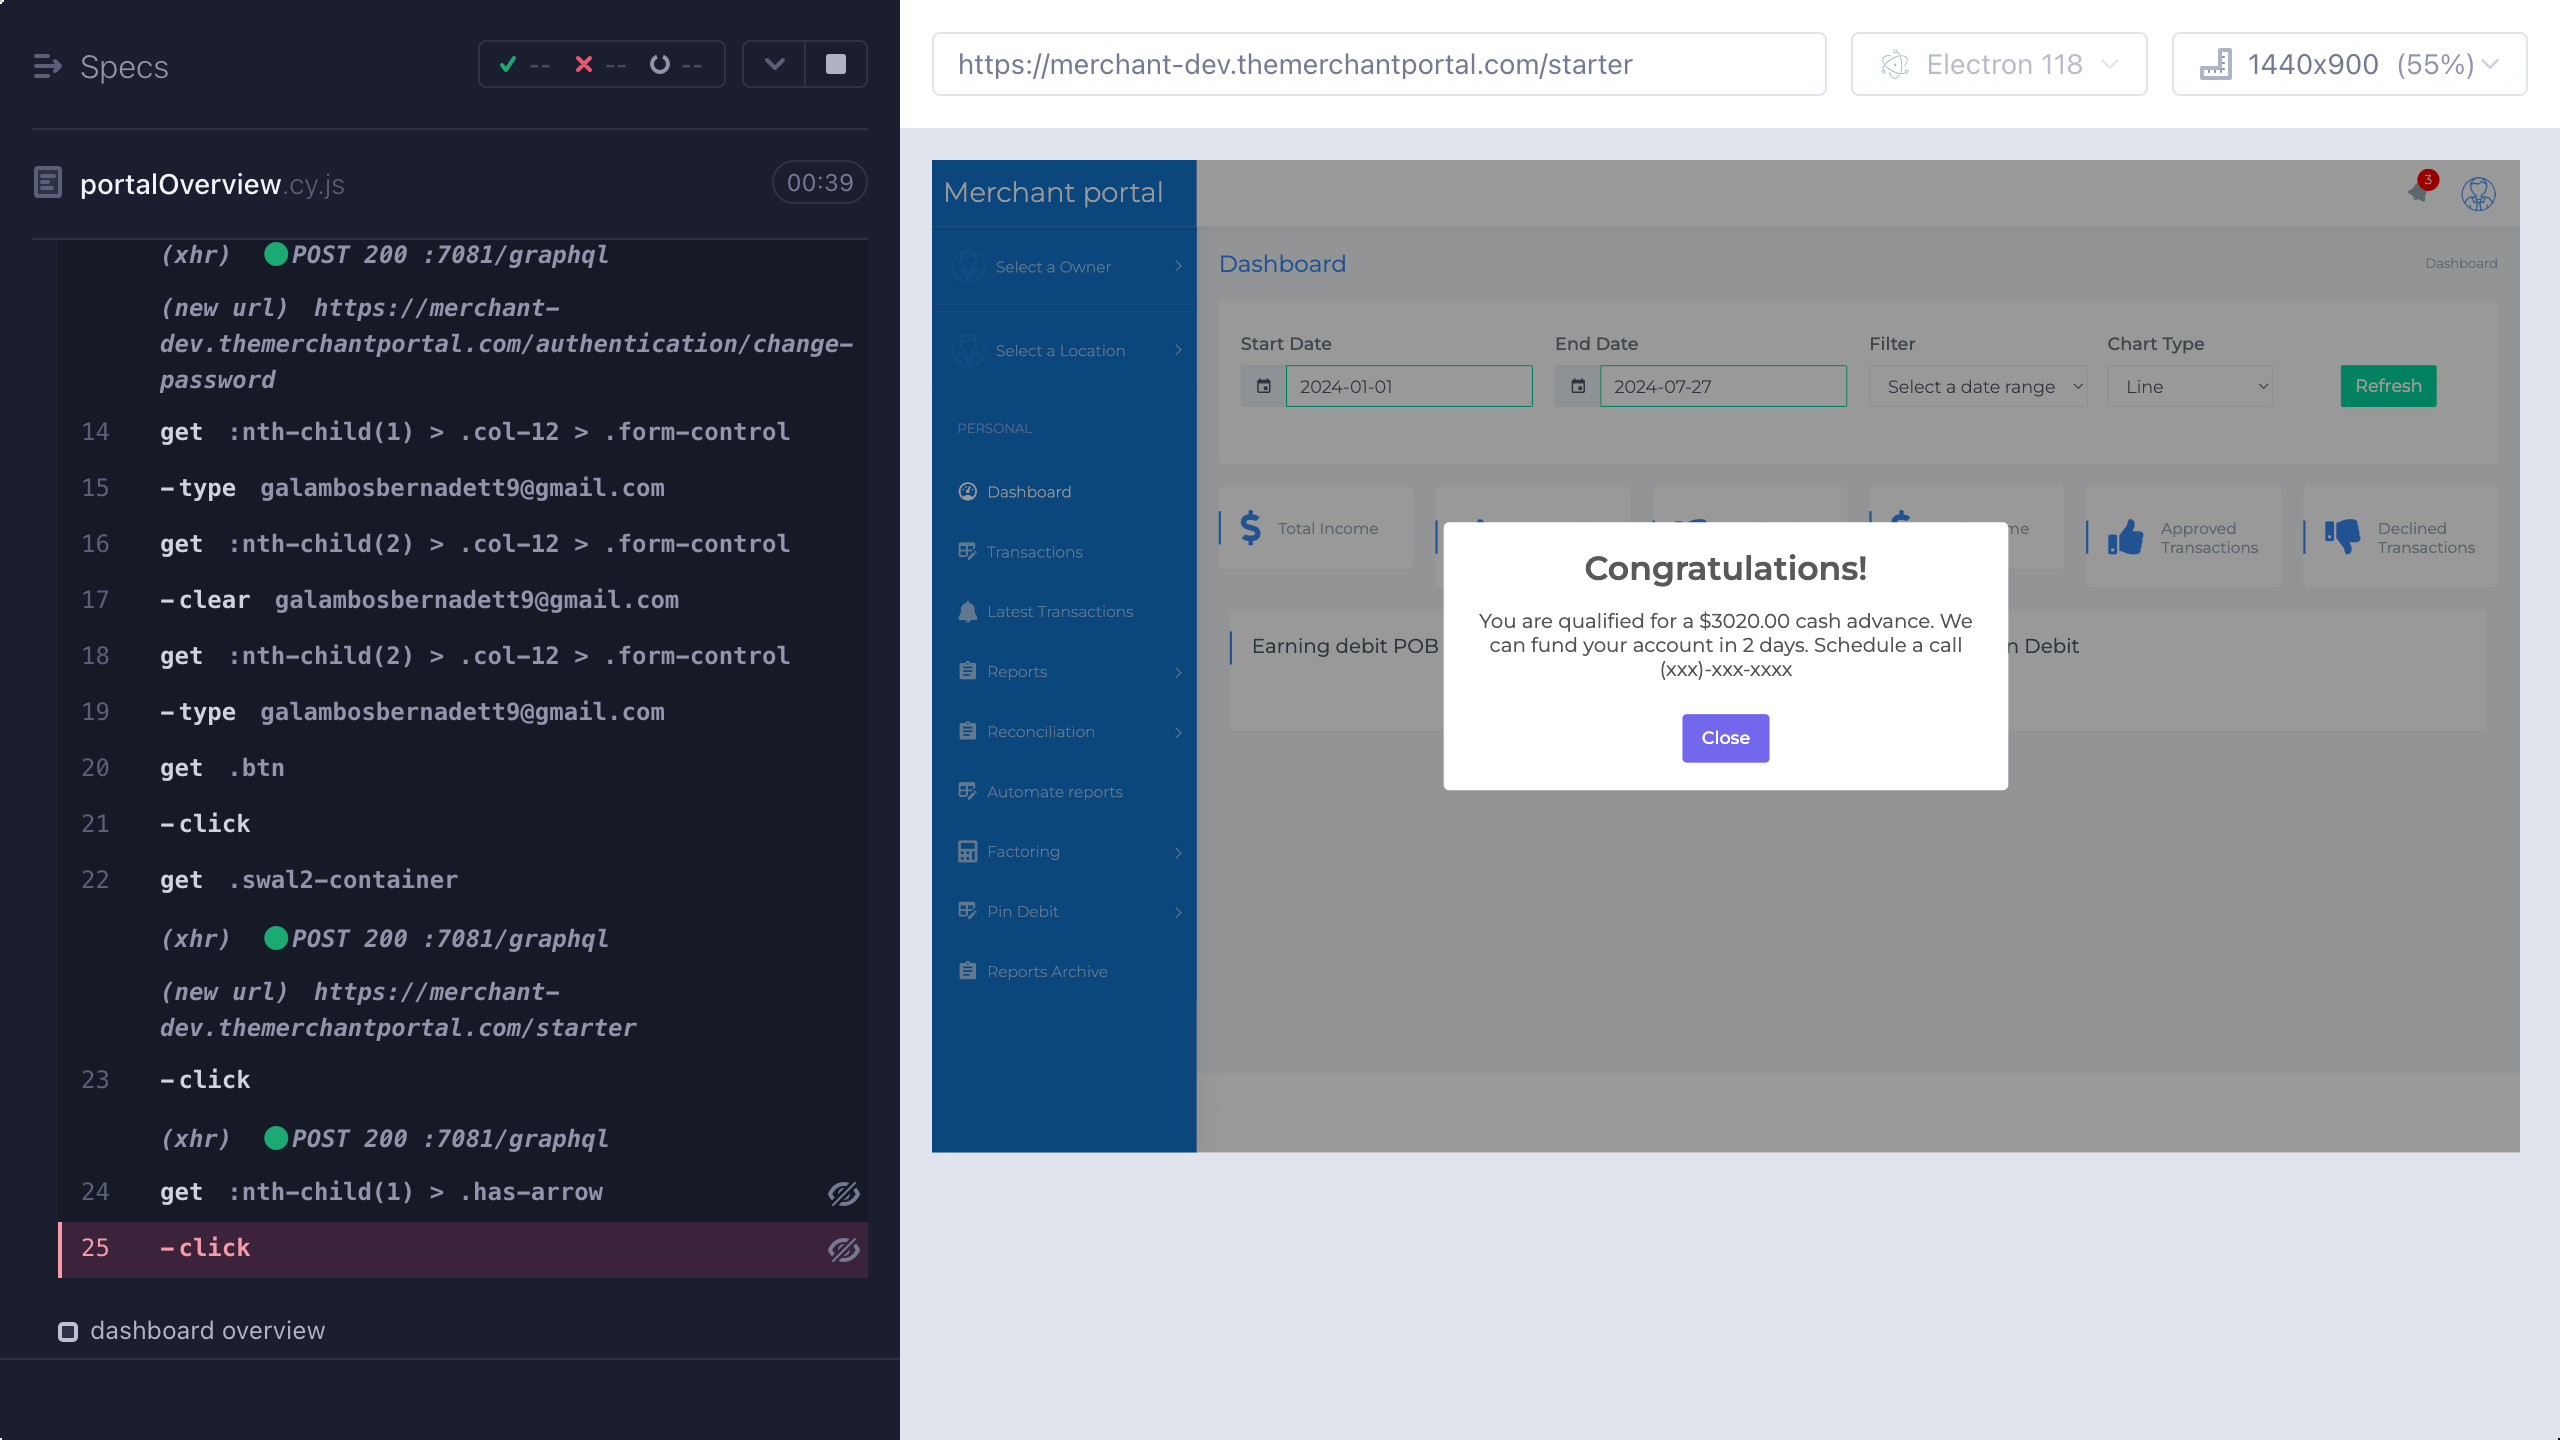 Specs
-- -- --
portalOverview.cy.js
00:39
(xhr) POST 200 :7081/graphql
(new url) https://merchant-
dev.themerchantportal.com/authentication/change-
password
14 get :nth-child(1) > .col-12 > .form-control
15 -type galambosbernadett9@gmail.com
16 get :nth-child(2) > .col-12 > .form-control
17 -clear galambosbernadett9@gmail.com
18 get :nth-child(2) > .col-12 > .form-control
19 -type galambosbernadett9@gmail.com
20 get .btn
21 -click
22 get .swal2-container
(xhr) POST 200 :7081/graphql
(new url) https://merchant-
dev.themerchantportal.com/starter
23 -click
(xhr) POST 200 :7081/graphql
24 get :nth-child(1) > .has-arrow
25 -click
dashboard overview
https://merchant-dev.themerchantportal.com/starter
Electron 118
1440x900 (55%)
Merchant portal
3
Select a Owner
Select a Location
PERSONAL
Dashboard
Transactions
Latest Transactions
Reports
Reconciliation
Automate reports
Factoring
Pin Debit
Reports Archive
Dashboard
Dashboard
Start Date
2024-01-01
End Date
2024-07-27
Filter
Select a date range
Chart Type
Line
Refresh
Total Income
me
Approved
Transactions
Declined
Transactions
Earning debit POB
n Debit
Congratulations!
You are qualified for a $3020.00 cash advance. We
can fund your account in 2 days. Schedule a call
(xxx)-xxx-xxxx
Close